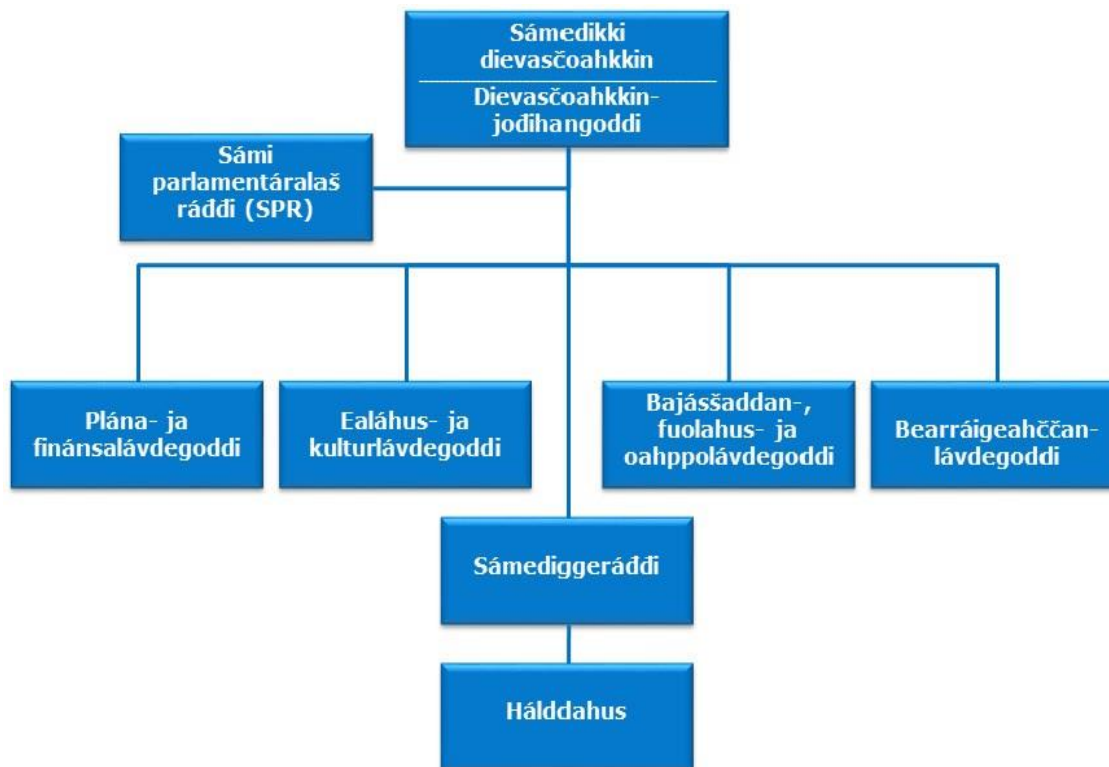 Sámedikki
dievasčoahkkin
Dievasčoahkkin-
jođihangoddi
Sámi
parlamentáralaš
ráđđi (SPR)
Plána- ja
finánsalávdegoddi
Ealáhus- ja
kulturlávdegoddi
Bajásšaddan-,
fuolahus- ja
oahppolávdegoddi
Bearráigeahččan-
lávdegoddi
Sámediggeráđđi
Hálddahus